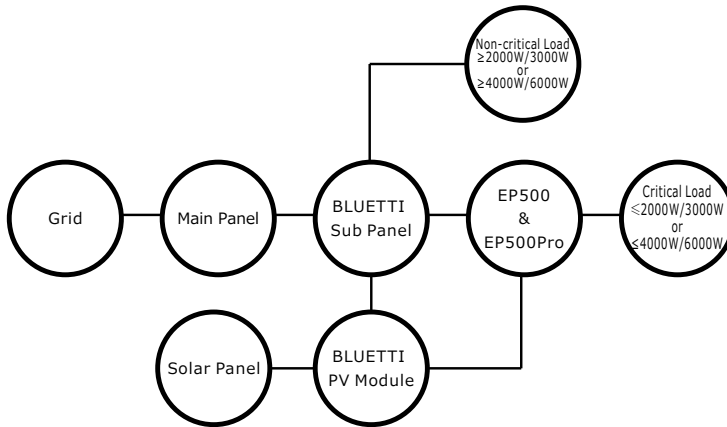 Non-critical Load
≥2000W/3000W
or
≥4000W/6000W
Grid
Main Panel
BLUETTI
Sub Panel
EP500
&
EP500Pro
Critical Load
≤2000W/3000W
or
≤4000W/6000W
Solar Panel
BLUETTI
PV Module